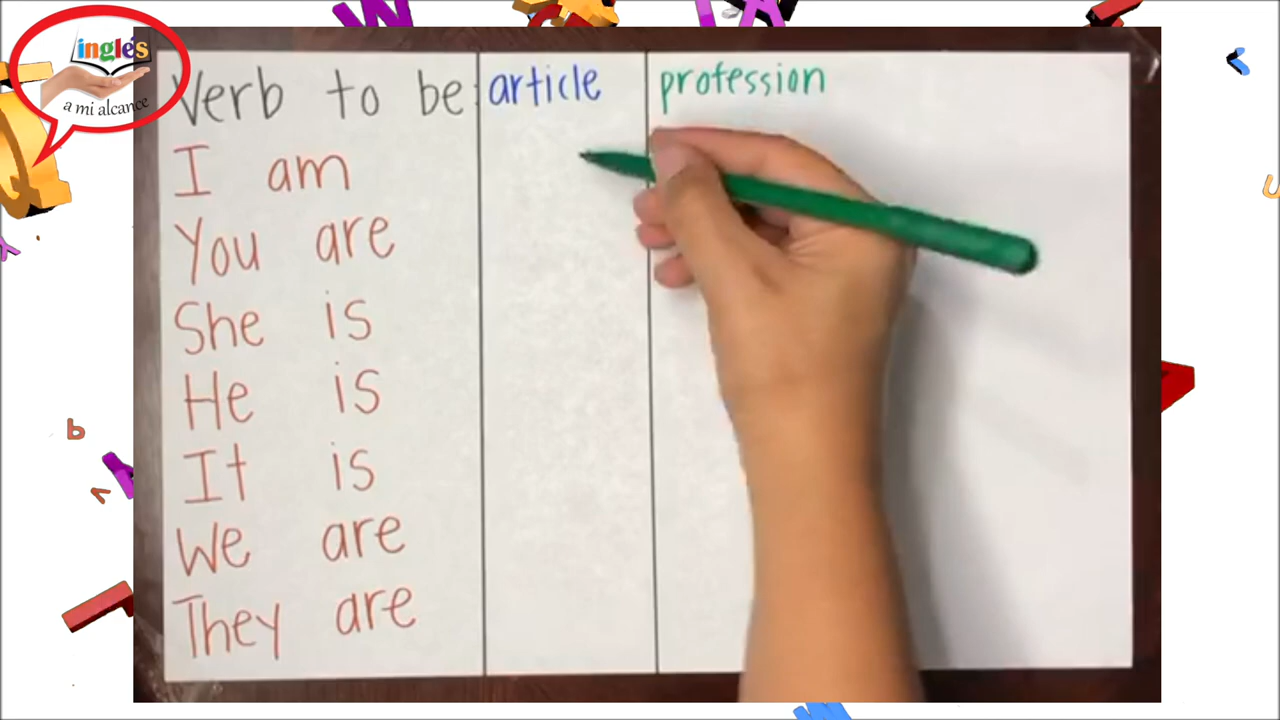 inglés
a mi alcance
Verb to be: article profession
I am
You are
She is
He is
It is
We are
They are